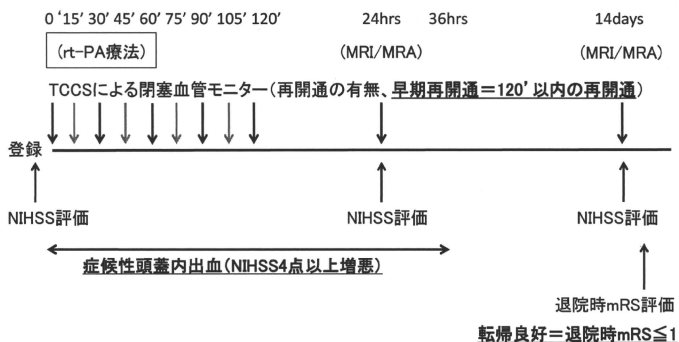 0 '15' 30' 45' 60' 75' 90' 105' 120' 24hrs 36hrs 14days
(rt-PA療法) (MRI/MRA) (MRI/MRA)
TCCSによる閉塞血管モニター(再開通の有無、早期再開通=120'以内の再開通)
登録
NIHSS評価 NIHSS評価 NIHSS評価
症候性頭蓋内出血(NIHSS4点以上増悪)
退院時mRS評価
転帰良好=退院時mRS≦1